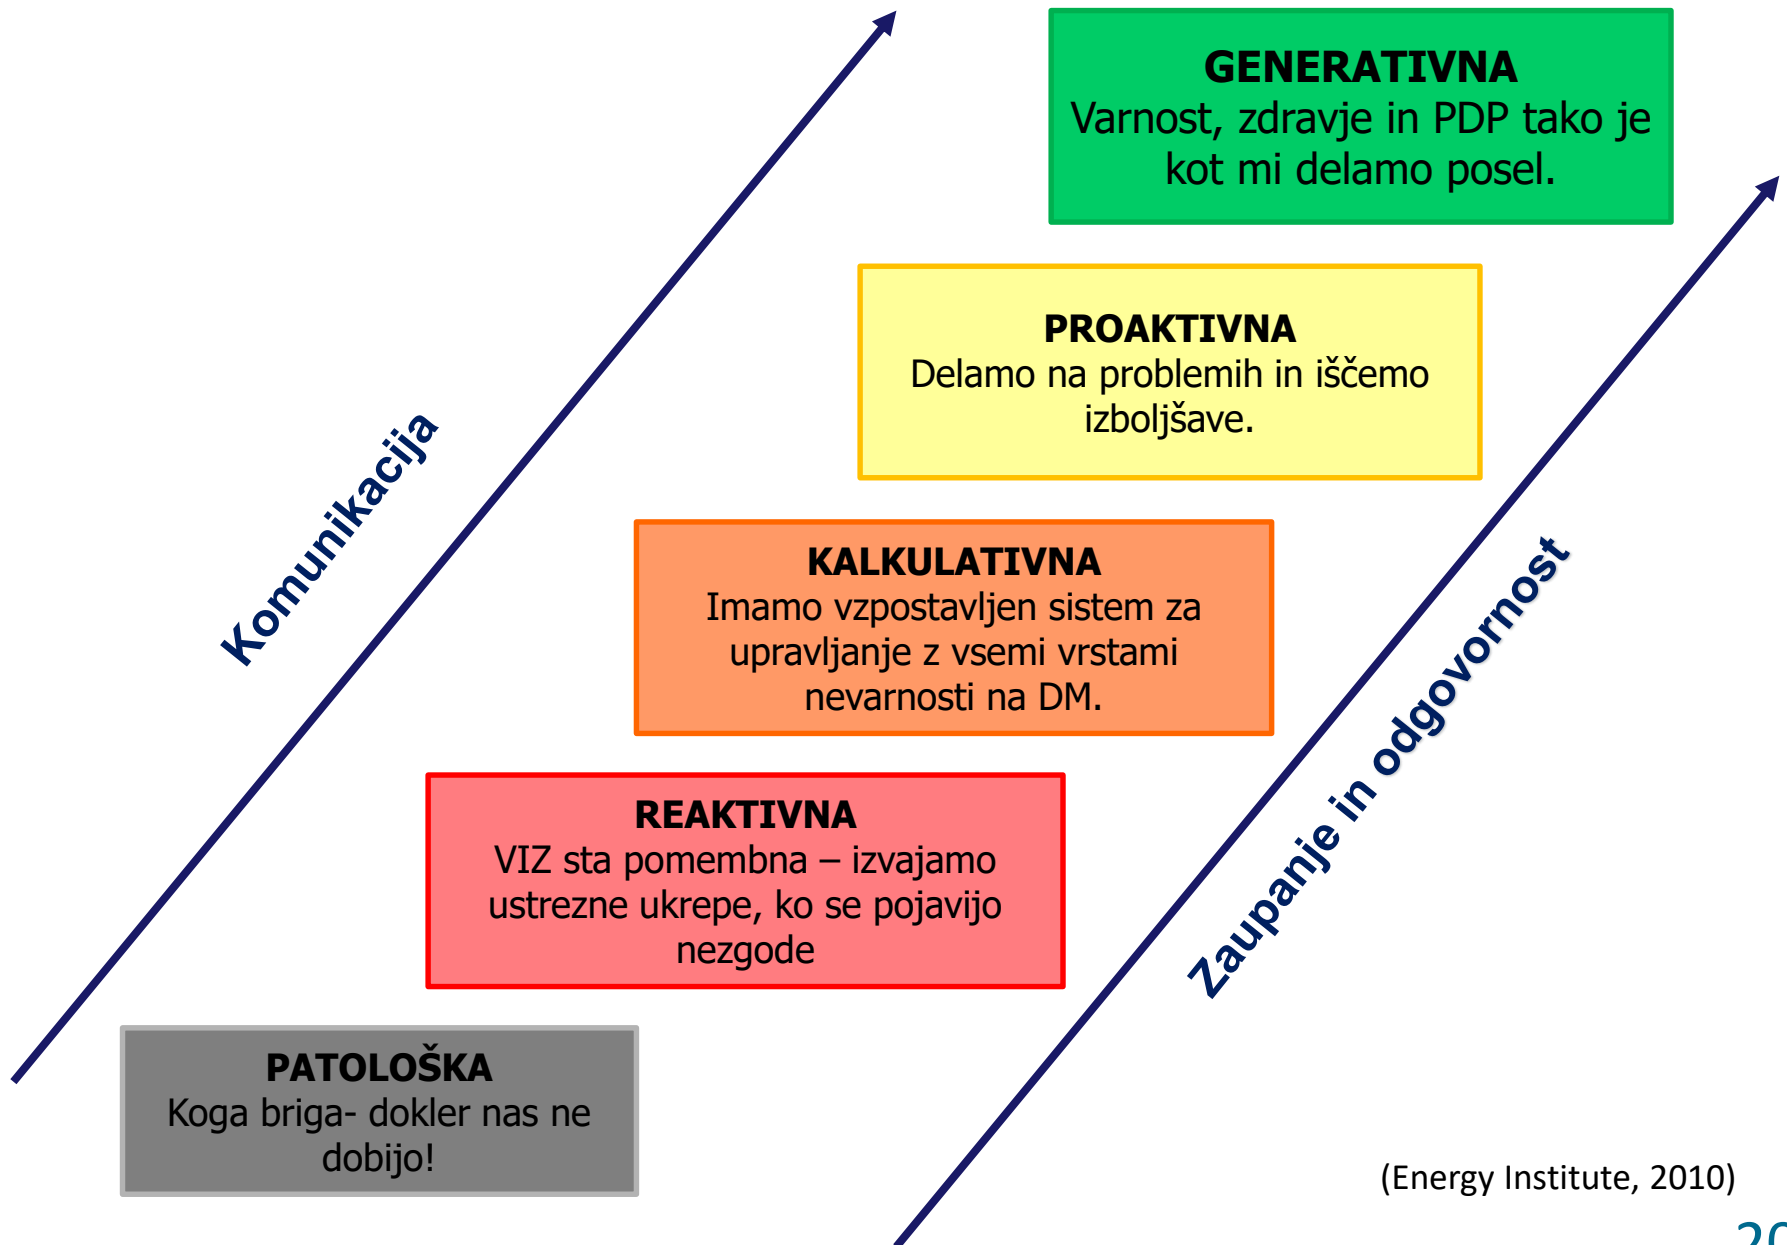 GENERATIVNA
Varnost, zdravje in PDP tako je
kot mi delamo posel.
PROAKTIVNA
Delamo na problemih in iščemo
izboljšave.
Komunikacija
KALKULATIVNA
Imamo vzpostavljen sistem za
upravljanje z vsemi vrstami
nevarnosti na DM.
Zaupanje in odgovornost
REAKTIVNA
VIZ sta pomembna – izvajamo
ustrezne ukrepe, ko se pojavijo
nezgode
PATOLOŠKA
Koga briga- dokler nas ne
dobijo!
(Energy Institute, 2010)
20